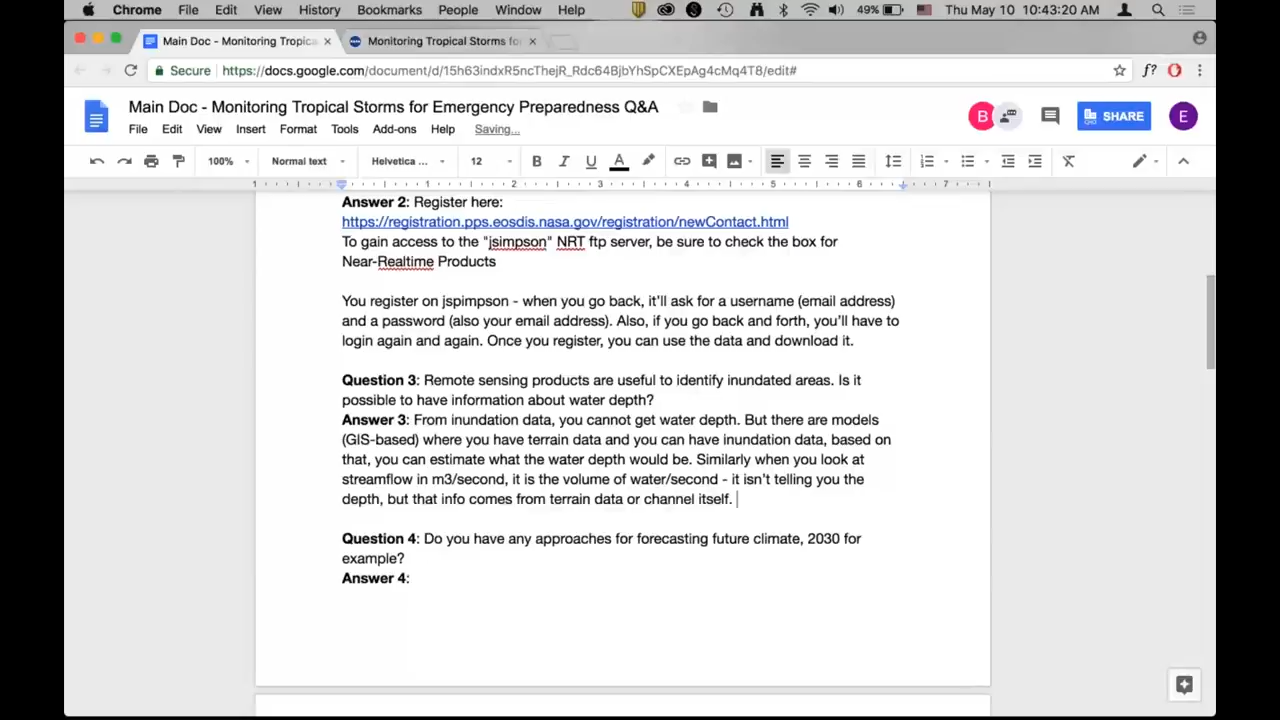 Chrome File Edit View History Bookmarks People Window Help 49% Thu May 10 10:43:20 AM
Main Doc - Monitoring Tropica × Monitoring Tropical Storms fo ×
Secure https://docs.google.com/document/d/15h63indxR5ncThejR_Rdc64BjbYhSpCXEpAg4cMq4T8/edit# f?
Main Doc - Monitoring Tropical Storms for Emergency Preparedness Q&A
File Edit View Insert Format Tools Add-ons Help Saving...
B SHARE E
100% Normal text Helvetica ... 12 B I U A
1 1 2 3 4 5 6 7
Answer 2: Register here:
https://registration.pps.eosdis.nasa.gov/registration/newContact.html
To gain access to the "jsimpson" NRT ftp server, be sure to check the box for
Near-Realtime Products
You register on jspimpson - when you go back, it'll ask for a username (email address)
and a password (also your email address). Also, if you go back and forth, you'll have to
login again and again. Once you register, you can use the data and download it.
Question 3: Remote sensing products are useful to identify inundated areas. Is it
possible to have information about water depth?
Answer 3: From inundation data, you cannot get water depth. But there are models
(GIS-based) where you have terrain data and you can have inundation data, based on
that, you can estimate what the water depth would be. Similarly when you look at
streamflow in m3/second, it is the volume of water/second - it isn't telling you the
depth, but that info comes from terrain data or channel itself.
Question 4: Do you have any approaches for forecasting future climate, 2030 for
example?
Answer 4: